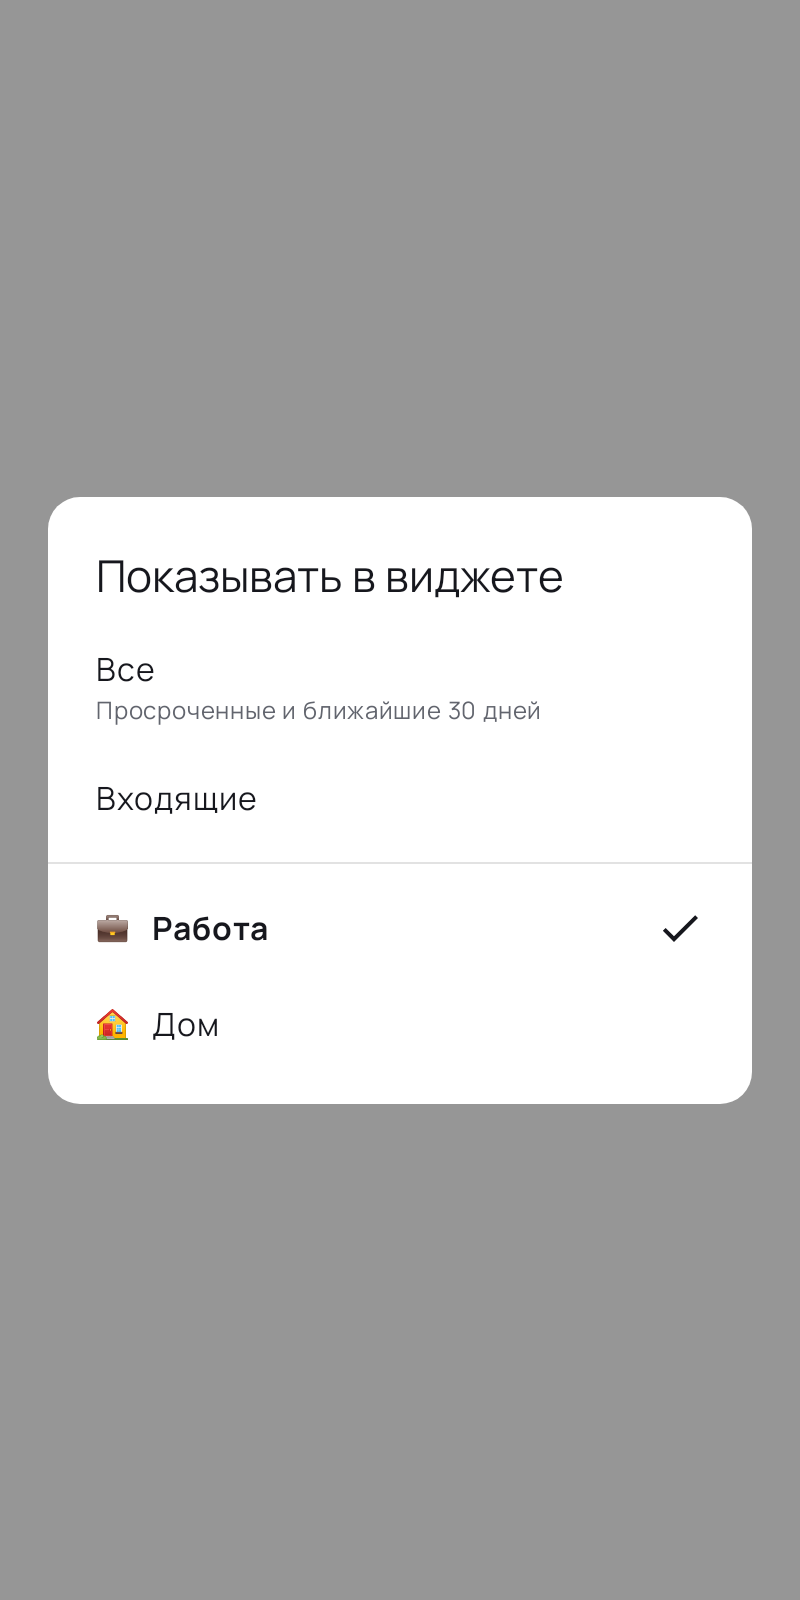 Показывать в виджете
Все
Просроченные и ближайшие 30 дней
Входящие
Работа
Дом